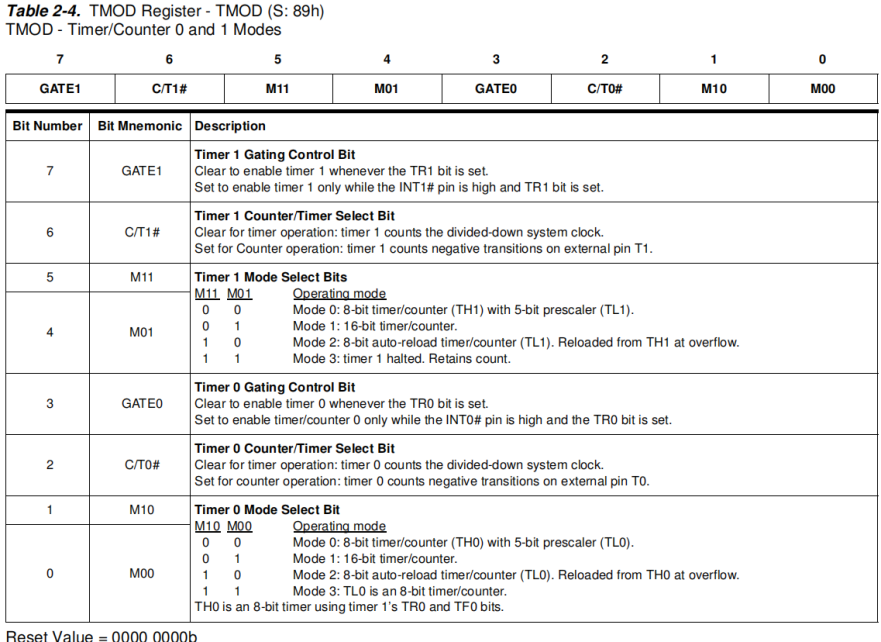 Table 2-4. TMOD Register - TMOD (S: 89h)
TMOD - Timer/Counter 0 and 1 Modes
7 6 5 4 3 2 1 0
GATE1 C/T1# M11 M01 GATE0 C/T0# M10 M00
Bit Number Bit Mnemonic Description
7 GATE1 Timer 1 Gating Control Bit
Clear to enable timer 1 whenever the TR1 bit is set.
Set to enable timer 1 only while the INT1# pin is high and TR1 bit is set.
6 C/T1# Timer 1 Counter/Timer Select Bit
Clear for timer operation: timer 1 counts the divided-down system clock.
Set for Counter operation: timer 1 counts negative transitions on external pin T1.
5 M11 Timer 1 Mode Select Bits
M11 M01 Operating mode
0 0 Mode 0: 8-bit timer/counter (TH1) with 5-bit prescaler (TL1).
0 1 Mode 1: 16-bit timer/counter.
4 M01 1 0 Mode 2: 8-bit auto-reload timer/counter (TL1). Reloaded from TH1 at overflow.
1 1 Mode 3: timer 1 halted. Retains count.
3 GATE0 Timer 0 Gating Control Bit
Clear to enable timer 0 whenever the TR0 bit is set.
Set to enable timer/counter 0 only while the INT0# pin is high and the TR0 bit is set.
2 C/T0# Timer 0 Counter/Timer Select Bit
Clear for timer operation: timer 0 counts the divided-down system clock.
Set for counter operation: timer 0 counts negative transitions on external pin T0.
1 M10 Timer 0 Mode Select Bit
M10 M00 Operating mode
0 0 Mode 0: 8-bit timer/counter (TH0) with 5-bit prescaler (TL0).
0 1 Mode 1: 16-bit timer/counter.
0 M00 1 0 Mode 2: 8-bit auto-reload timer/counter (TL0). Reloaded from TH0 at overflow.
1 1 Mode 3: TL0 is an 8-bit timer/counter.
TH0 is an 8-bit timer using timer 1's TR0 and TF0 bits.
Reset Value = 0000 0000b